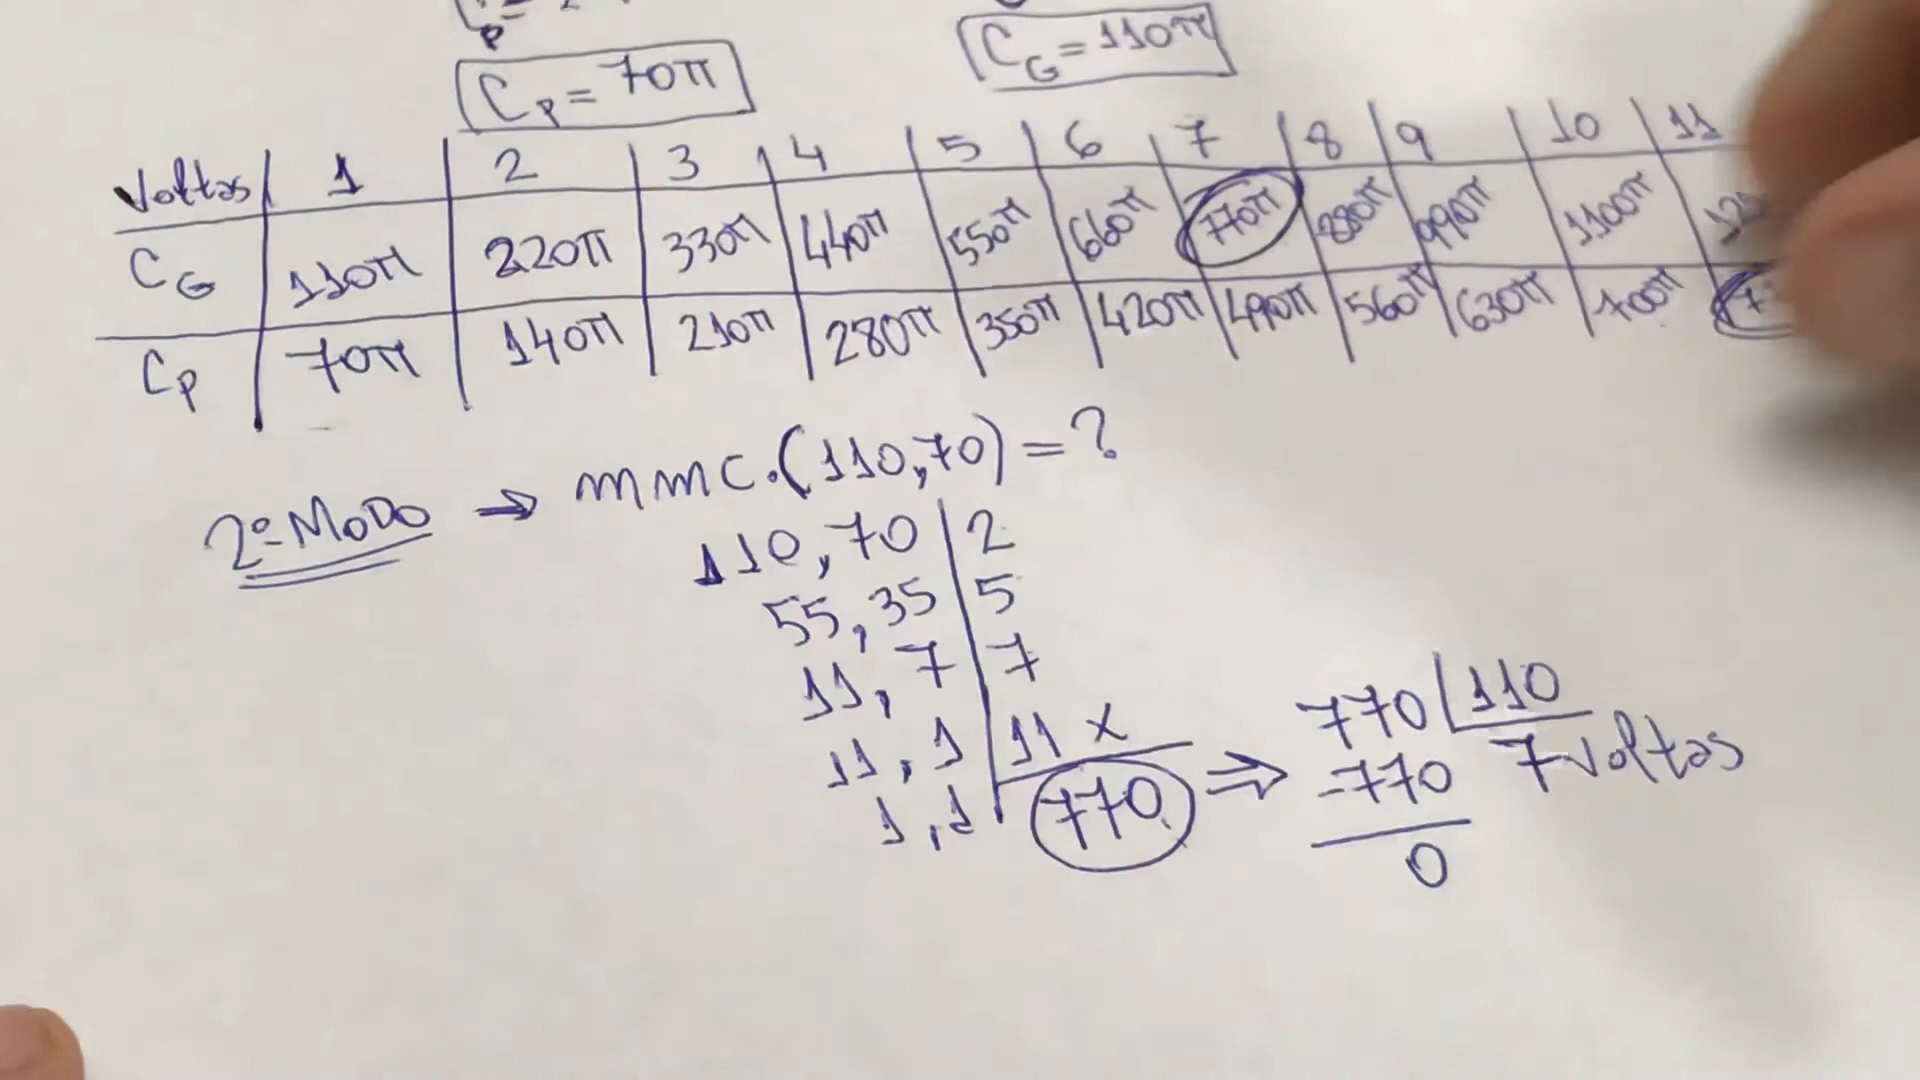 C_P = 70π
C_G = 110π
Voltas 1 2 3 4 5 6 7 8 9 10 11
C_G 110π 220π 330π 440π 550π 660π 770π 880π 990π 1100π
C_P 70π 140π 210π 280π 350π 420π 490π 560π 630π 700π
2º MODO ⇒ mmc.(110,70) = ?
110, 70 | 2
55, 35 | 5
11, 7 | 7
11, 1 | 11 x
1, 1 770 ⇒
770 | 110
-770 7 voltas
0